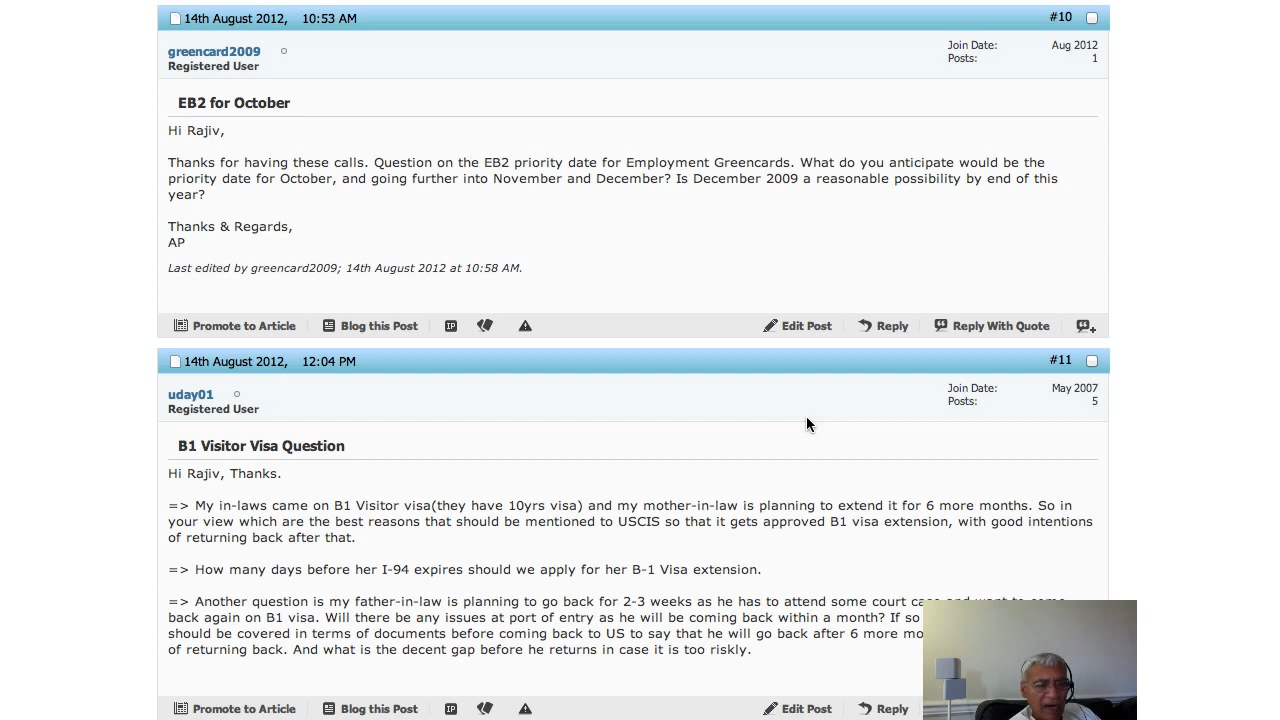 14th August 2012, 10:53 AM #10
greencard2009
Registered User
Join Date: Aug 2012
Posts: 1
EB2 for October
Hi Rajiv,
Thanks for having these calls. Question on the EB2 priority date for Employment Greencards. What do you anticipate would be the
priority date for October, and going further into November and December? Is December 2009 a reasonable possibility by end of this
year?
Thanks & Regards,
AP
Last edited by greencard2009; 14th August 2012 at 10:58 AM.
Promote to Article Blog this Post IP Edit Post Reply Reply With Quote
14th August 2012, 12:04 PM #11
uday01
Registered User
Join Date: May 2007
Posts: 5
B1 Visitor Visa Question
Hi Rajiv, Thanks.
=> My in-laws came on B1 Visitor visa(they have 10yrs visa) and my mother-in-law is planning to extend it for 6 more months. So in
your view which are the best reasons that should be mentioned to USCIS so that it gets approved B1 visa extension, with good intentions
of returning back after that.
=> How many days before her I-94 expires should we apply for her B-1 Visa extension.
=> Another question is my father-in-law is planning to go back for 2-3 weeks as he has to attend some court
back again on B1 visa. Will there be any issues at port of entry as he will be coming back within a month? If so
should be covered in terms of documents before coming back to US to say that he will go back after 6 more
of returning back. And what is the decent gap before he returns in case it is too riskly.
Promote to Article Blog this Post IP Edit Post Reply